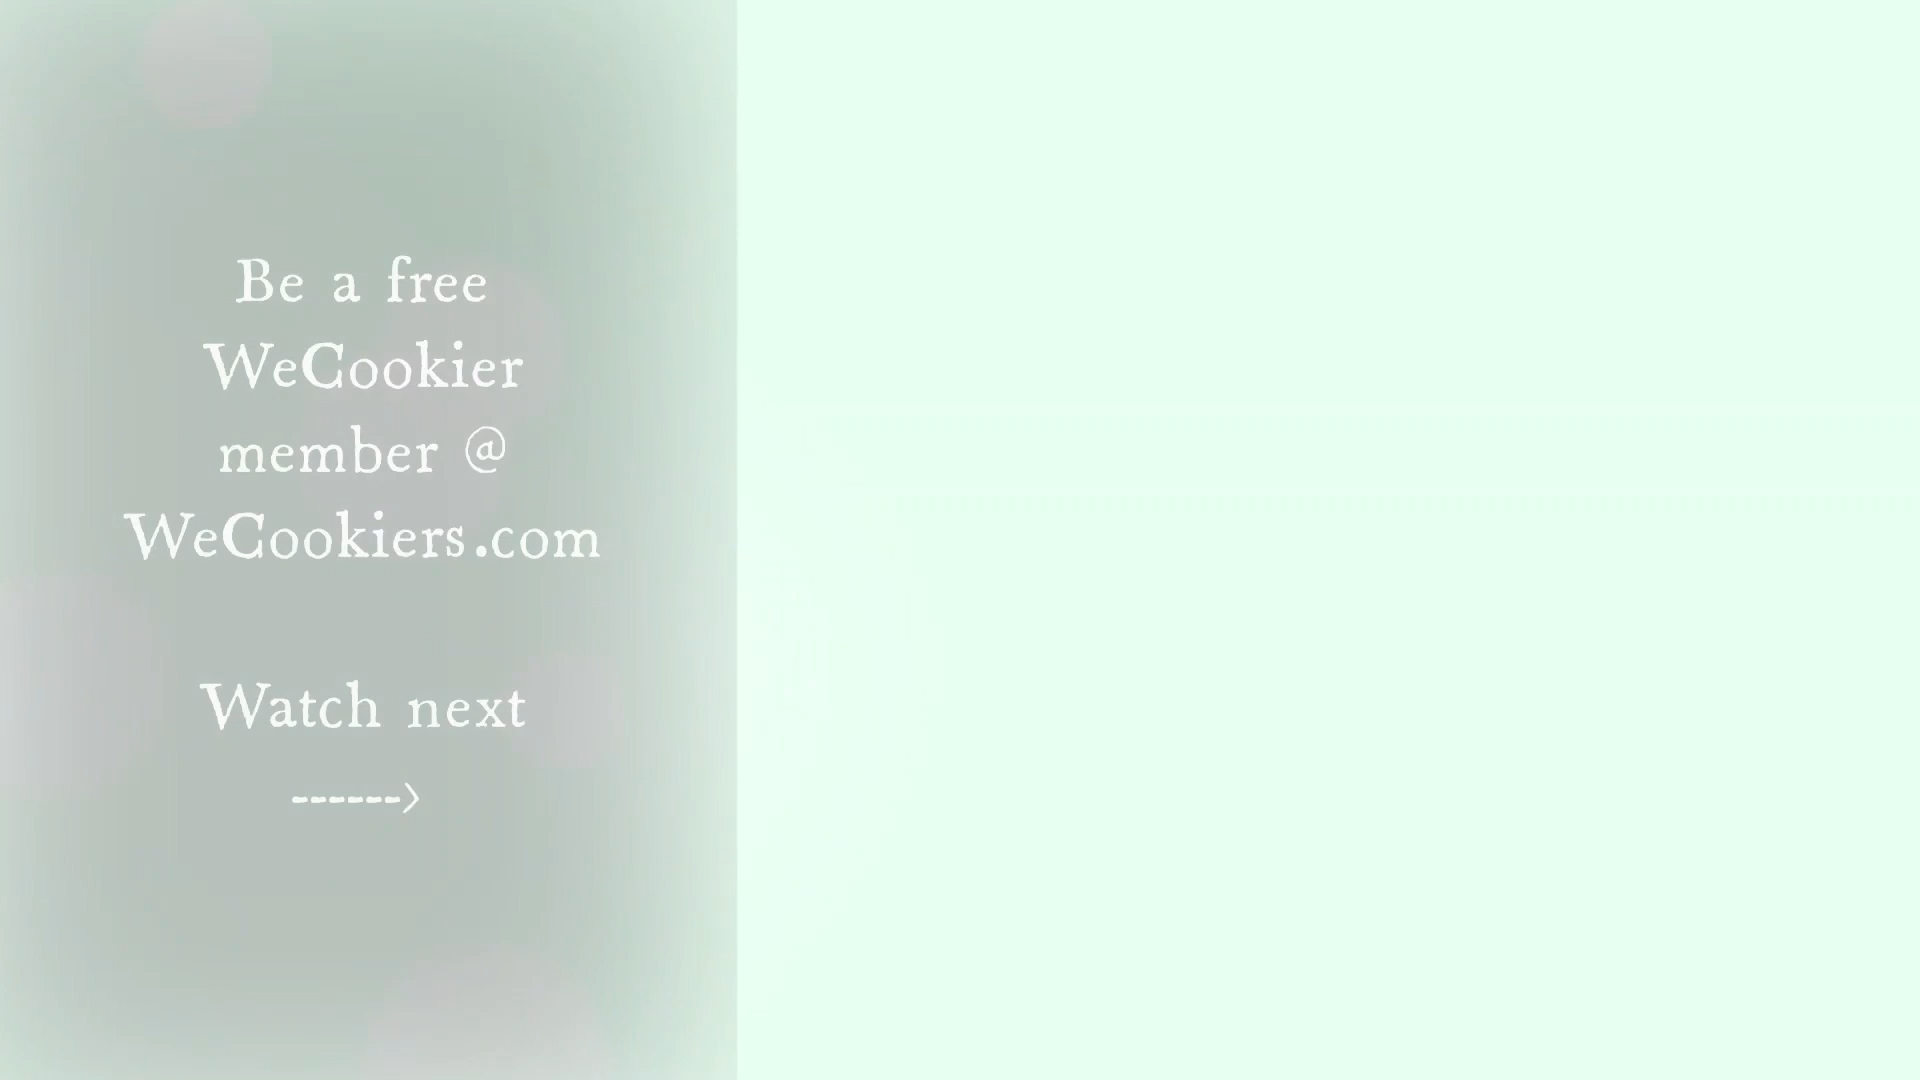 Be a free
WeCookier
member @
WeCookiers.com
Watch next
------>